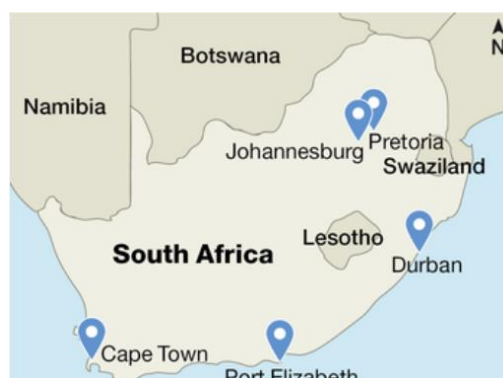 N
Botswana
Namibia
Pretoria
Johannesburg
Swaziland
Lesotho
South Africa
Durban
Cape Town
Port Elizabeth